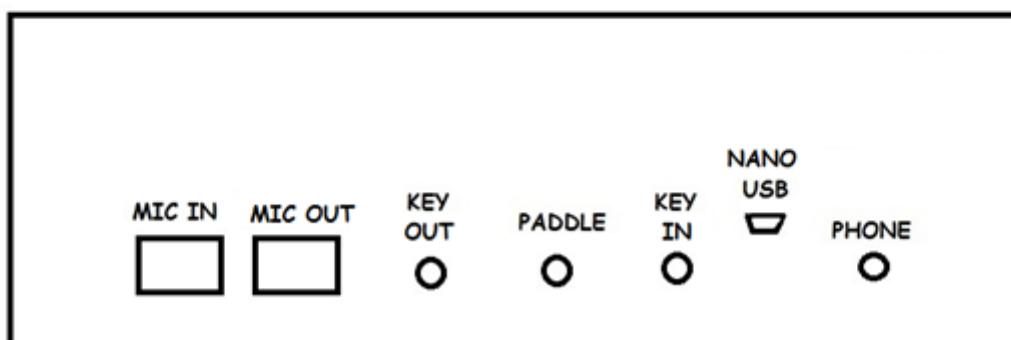 MIC IN
MIC OUT
KEY
OUT
PADDLE
KEY
IN
NANO
USB
PHONE